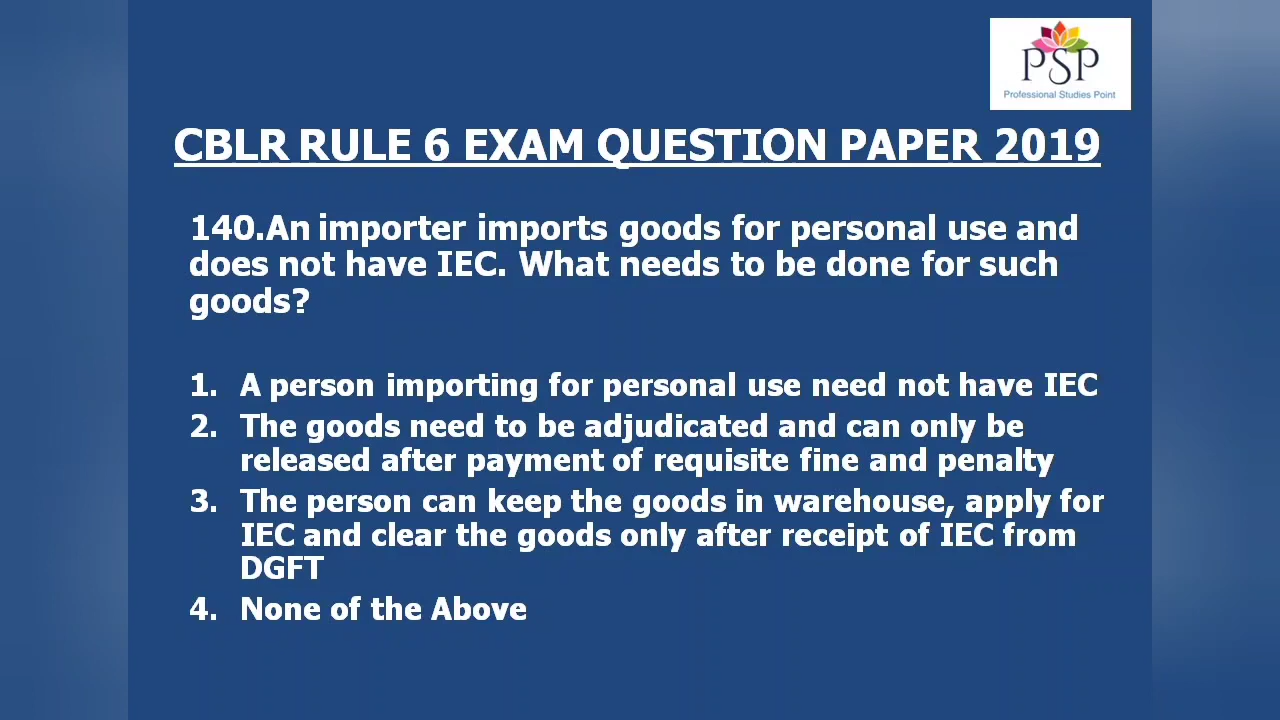 PSP
Professional Studies Point
CBLR RULE 6 EXAM QUESTION PAPER 2019
140.An importer imports goods for personal use and
does not have IEC. What needs to be done for such
goods?
1. A person importing for personal use need not have IEC
2. The goods need to be adjudicated and can only be
released after payment of requisite fine and penalty
3. The person can keep the goods in warehouse, apply for
IEC and clear the goods only after receipt of IEC from
DGFT
4. None of the Above